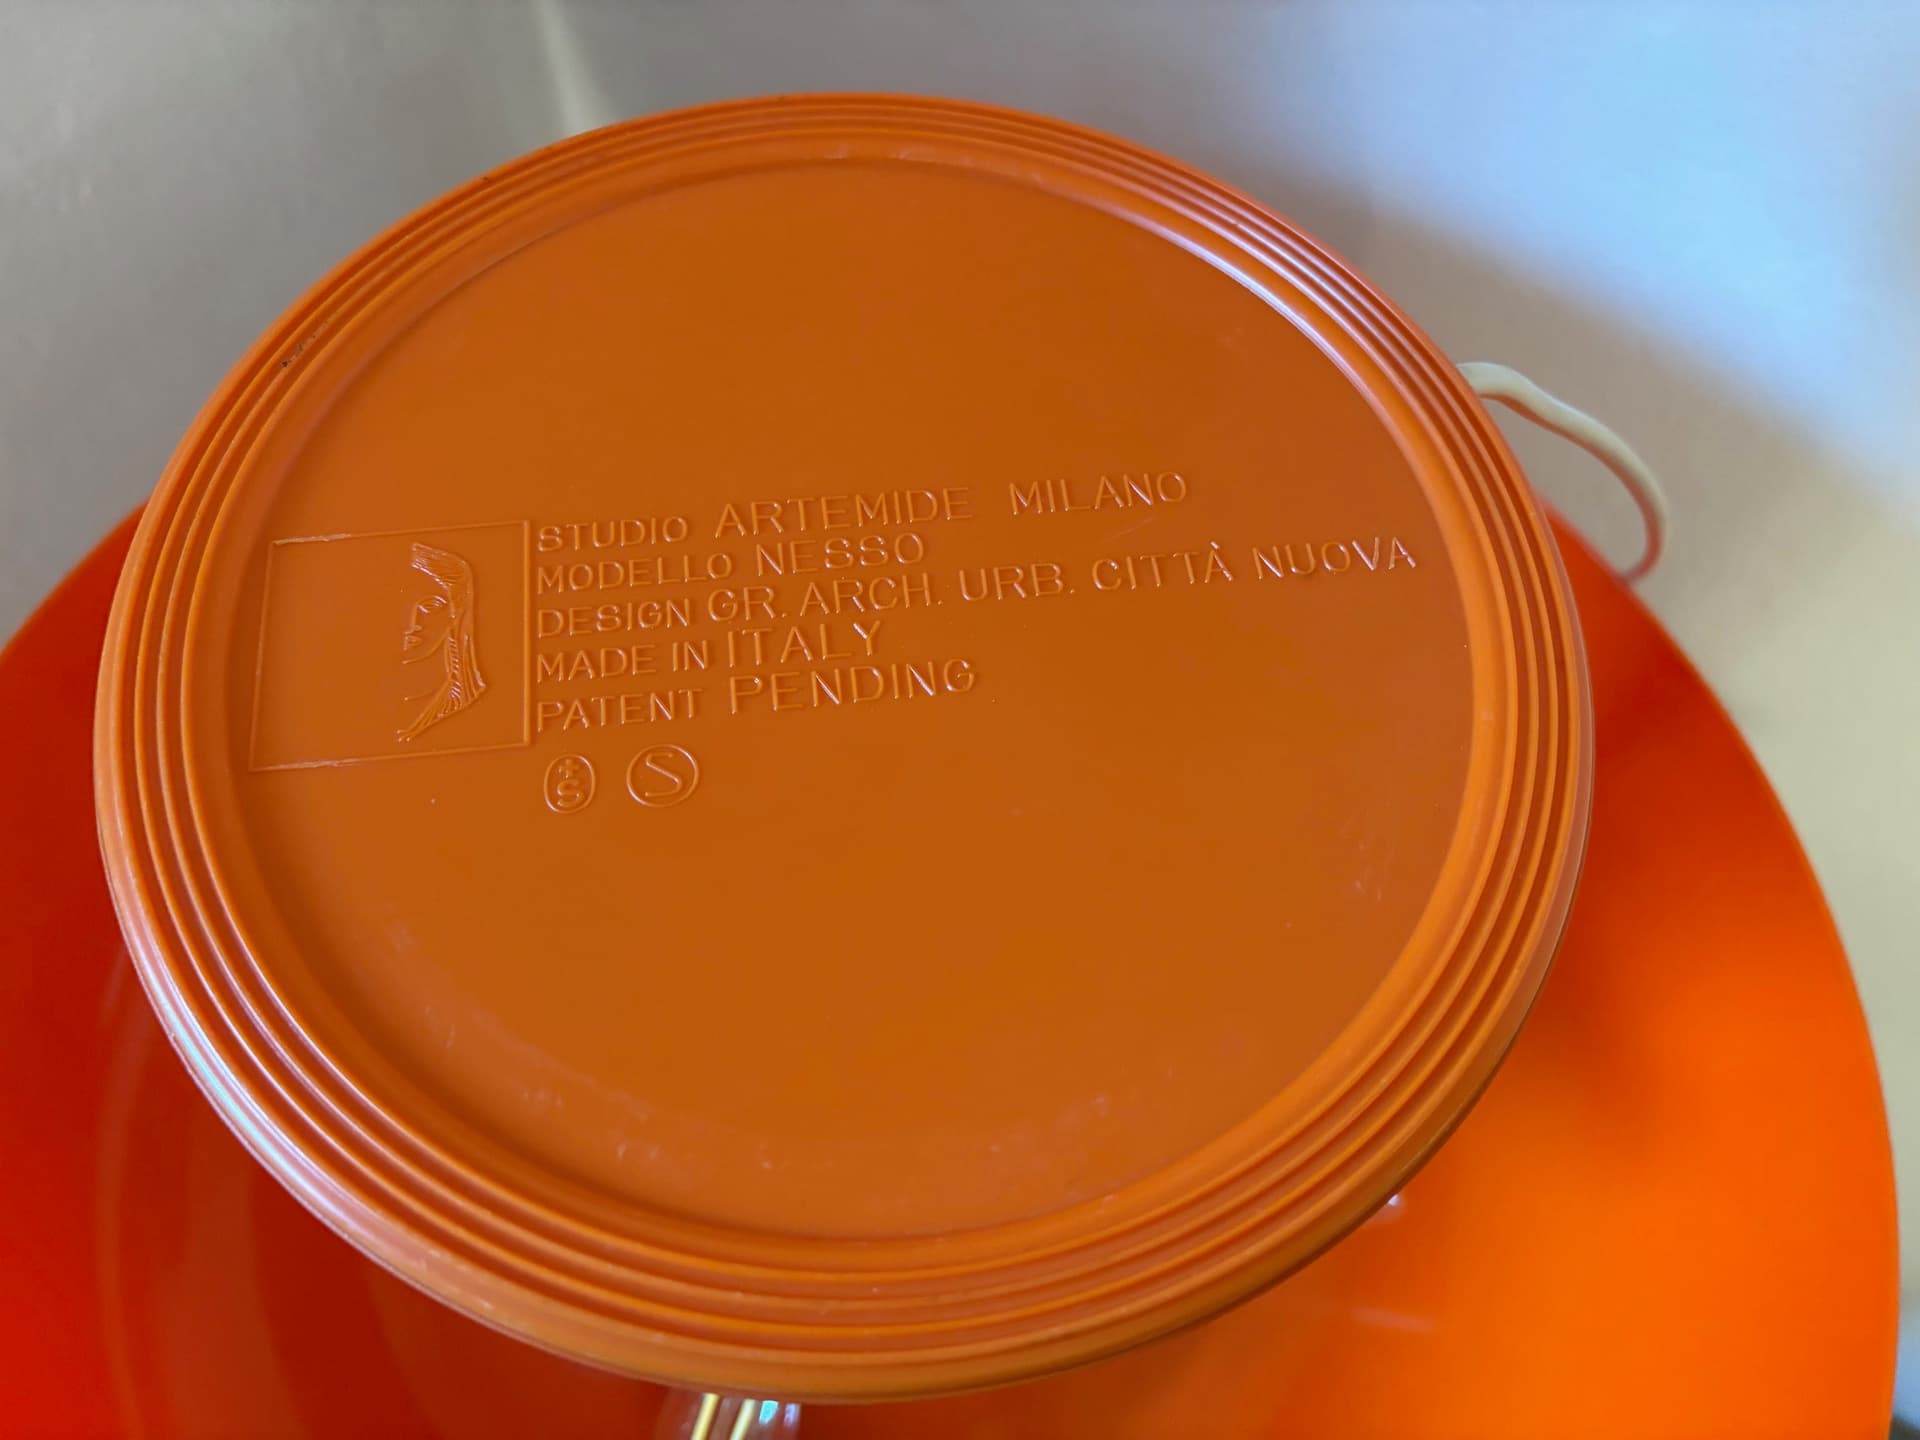 STUDIO ARTEMIDE MILANO
MODELLO NESSO
DESIGN GR. ARCH. URB. CITTÀ NUOVA
MADE IN ITALY
PATENT PENDING
+S S